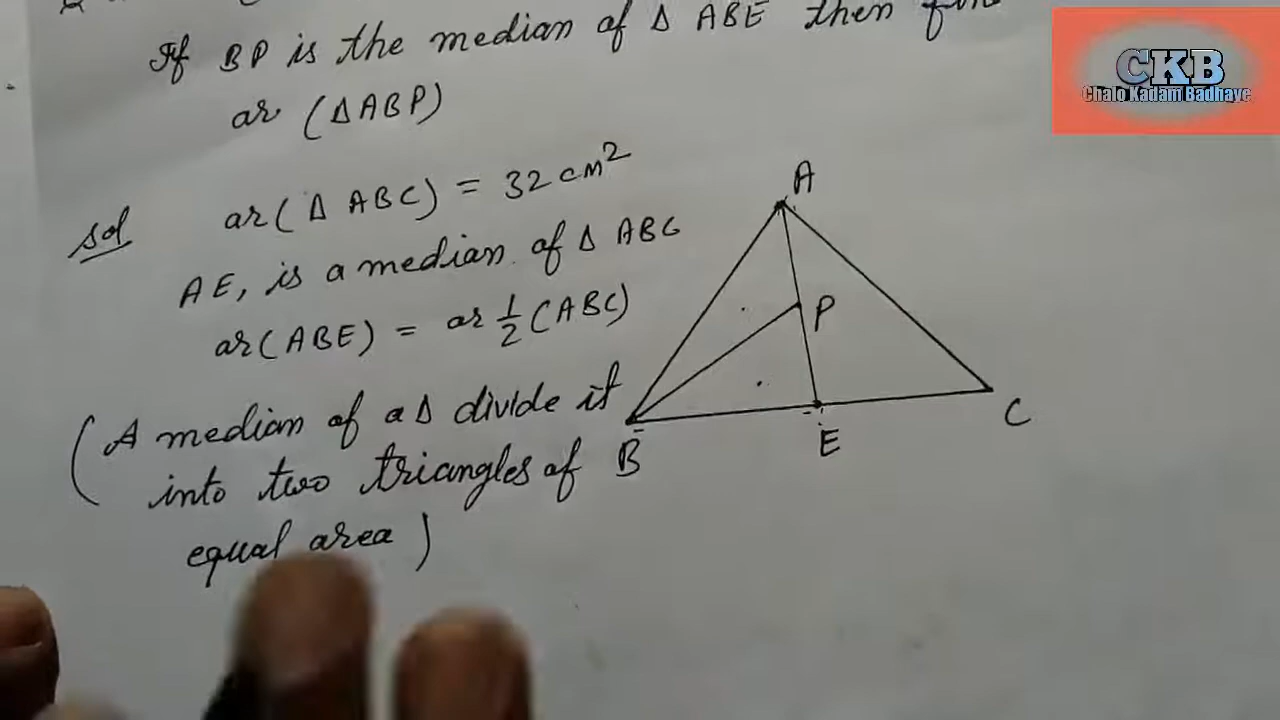 If BP is the median of Δ ABE then find
ar (ΔABP)
CKB
Chalo Kadam Badhaye
sol
ar(Δ ABC) = 32 cm²
AE, is a median of Δ ABC
ar(ABE) = ar 1/2 (ABC)
(A median of a Δ divide it
into two triangles of
equal area)
A
P
B
E
C